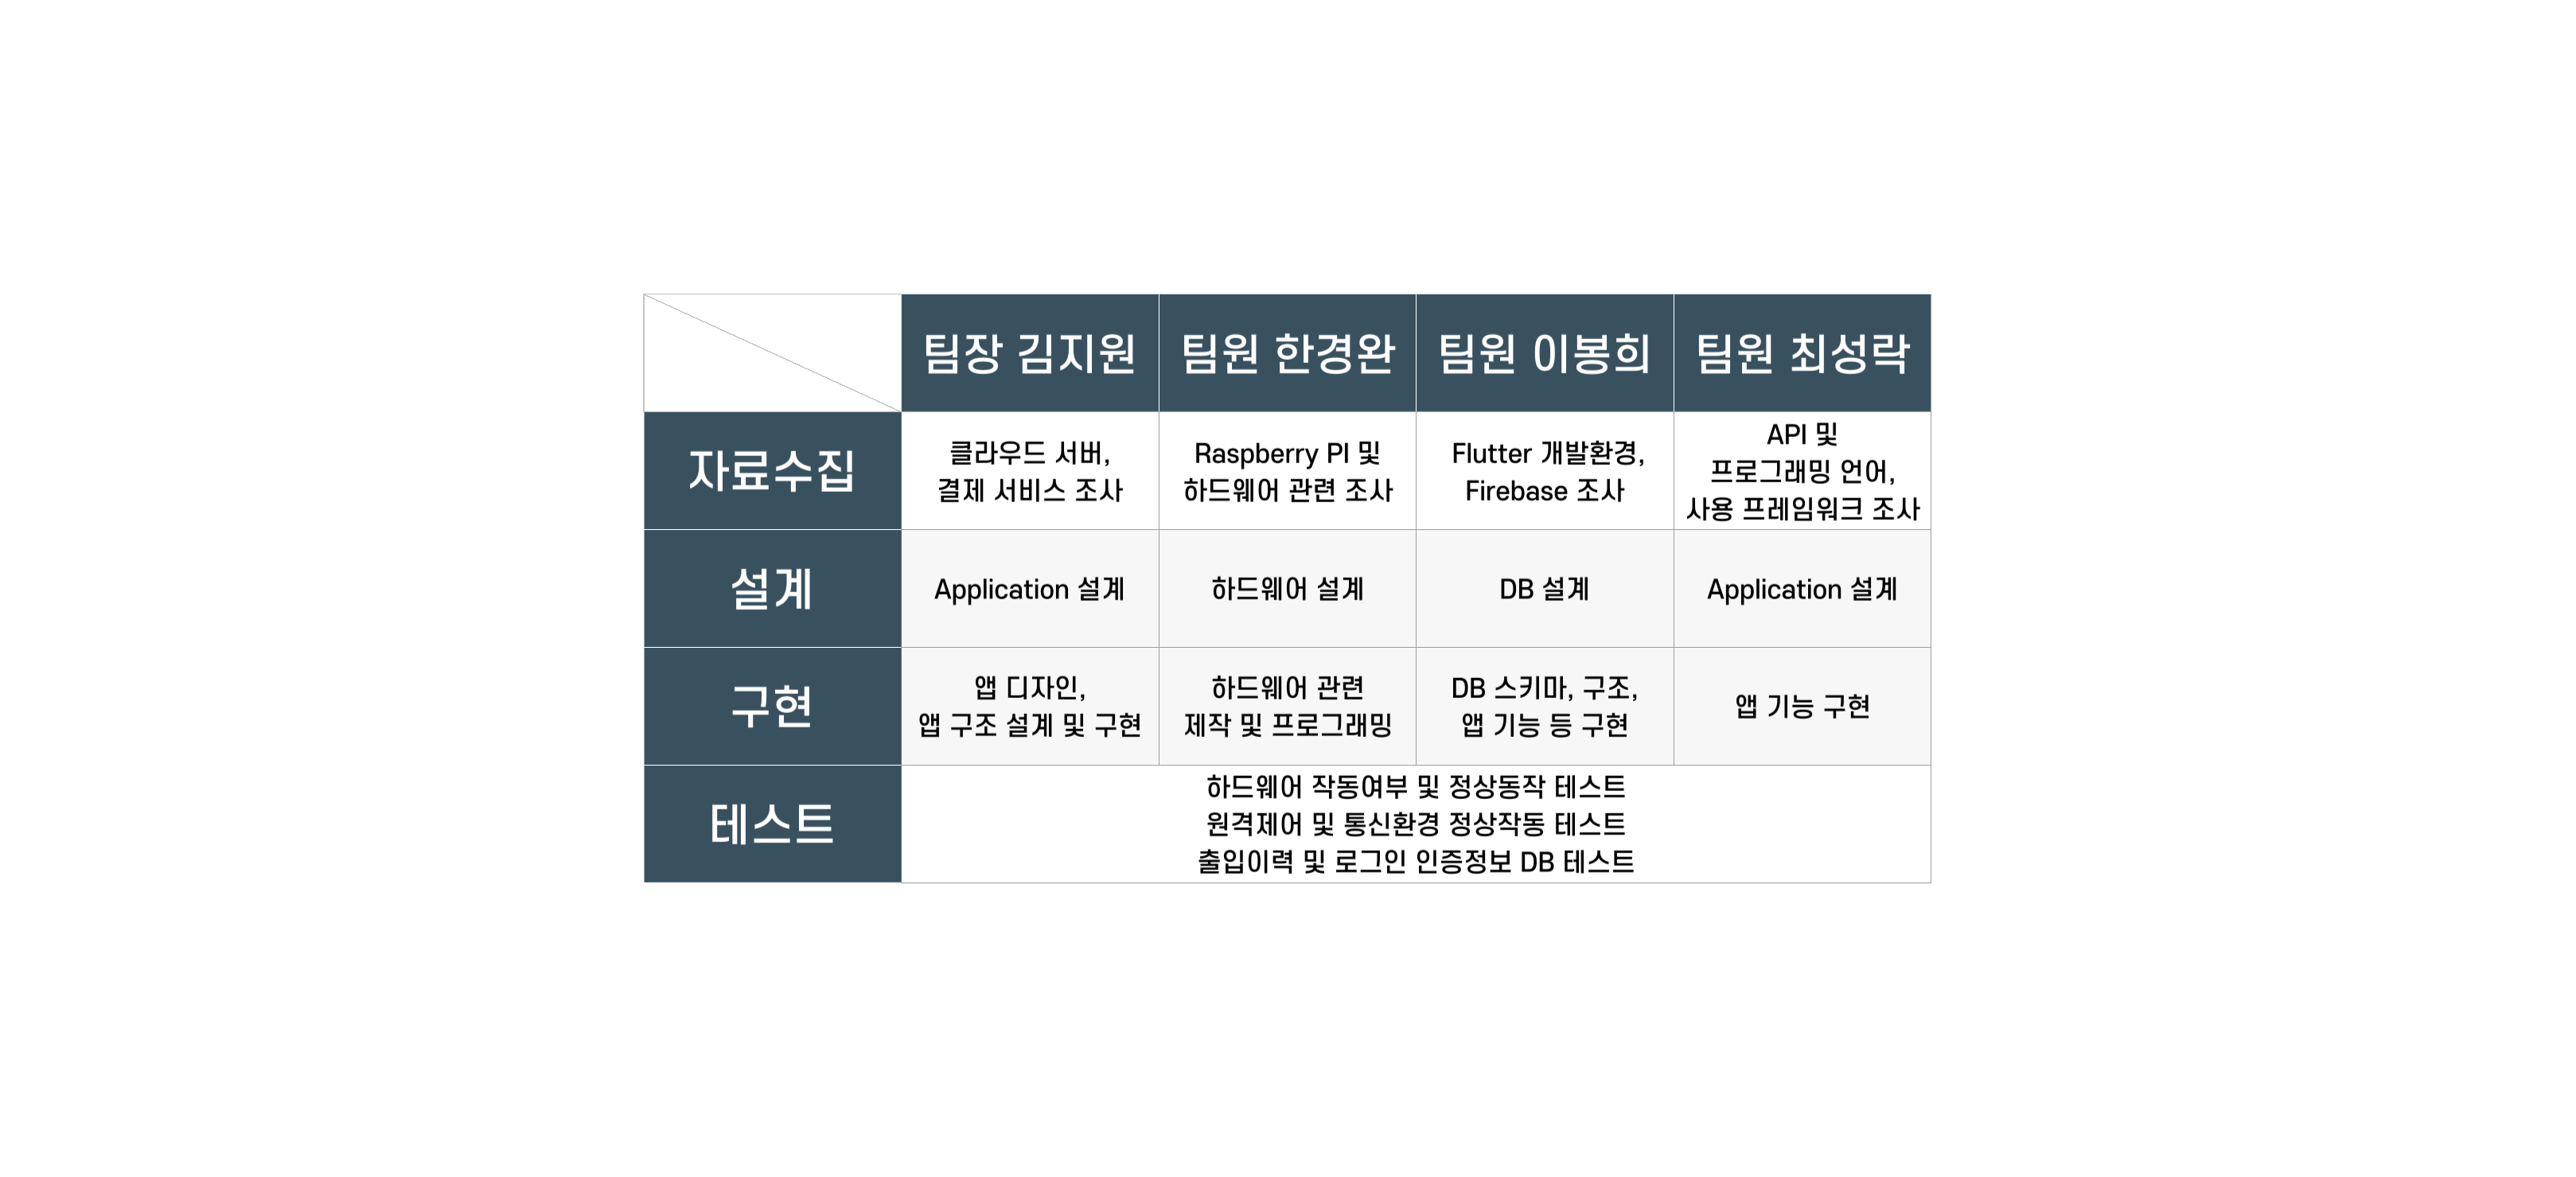 팀장 김지원
팀원 한경완
팀원 이봉희
팀원 최성락
자료수집
클라우드 서버,
결제 서비스 조사
Raspberry PI 및
하드웨어 관련 조사
Flutter 개발환경,
Firebase 조사
API 및
프로그래밍 언어,
사용 프레임워크 조사
설계
Application 설계
하드웨어 설계
DB 설계
Application 설계
구현
앱 디자인,
앱 구조 설계 및 구현
하드웨어 관련
제작 및 프로그래밍
DB 스키마, 구조,
앱 기능 등 구현
앱 기능 구현
테스트
하드웨어 작동여부 및 정상동작 테스트
원격제어 및 통신환경 정상작동 테스트
출입이력 및 로그인 인증정보 DB 테스트